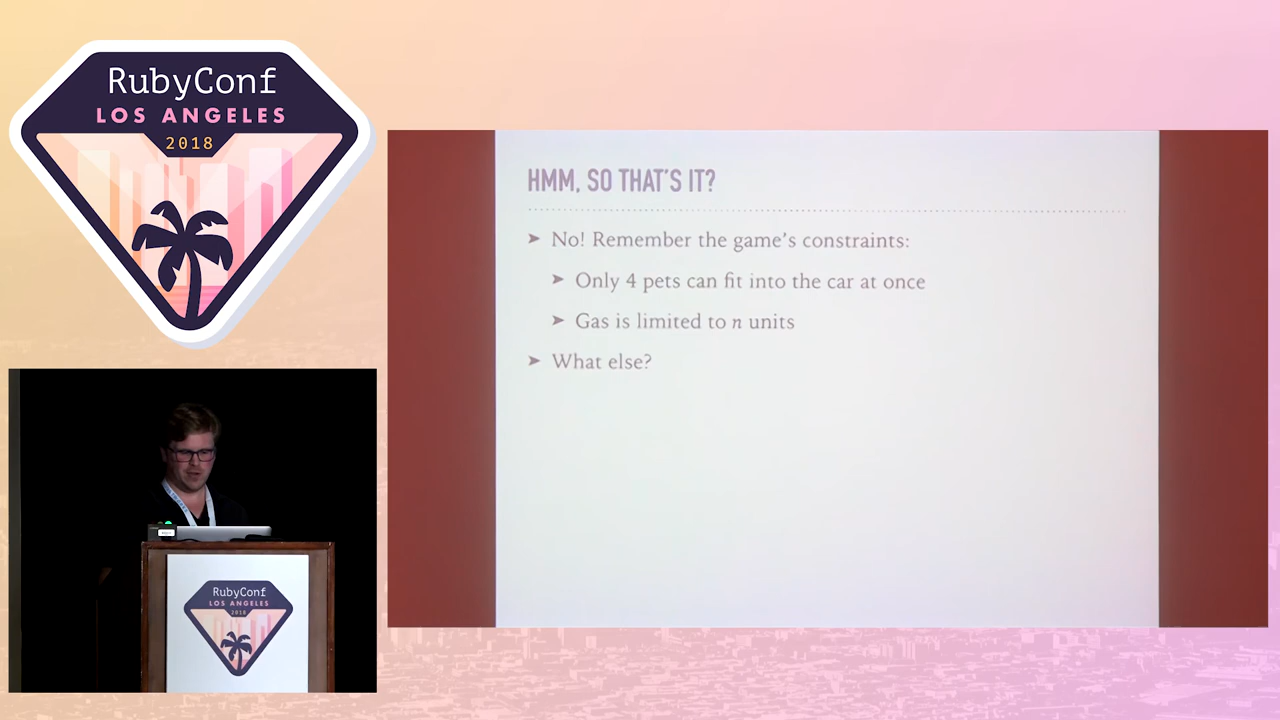 RubyConf
LOS ANGELES
2018
HMM, SO THAT'S IT?
➤ No! Remember the game's constraints:
➤ Only 4 pets can fit into the car at once
➤ Gas is limited to n units
➤ What else?
RubyConf
LOS ANGELES
2018